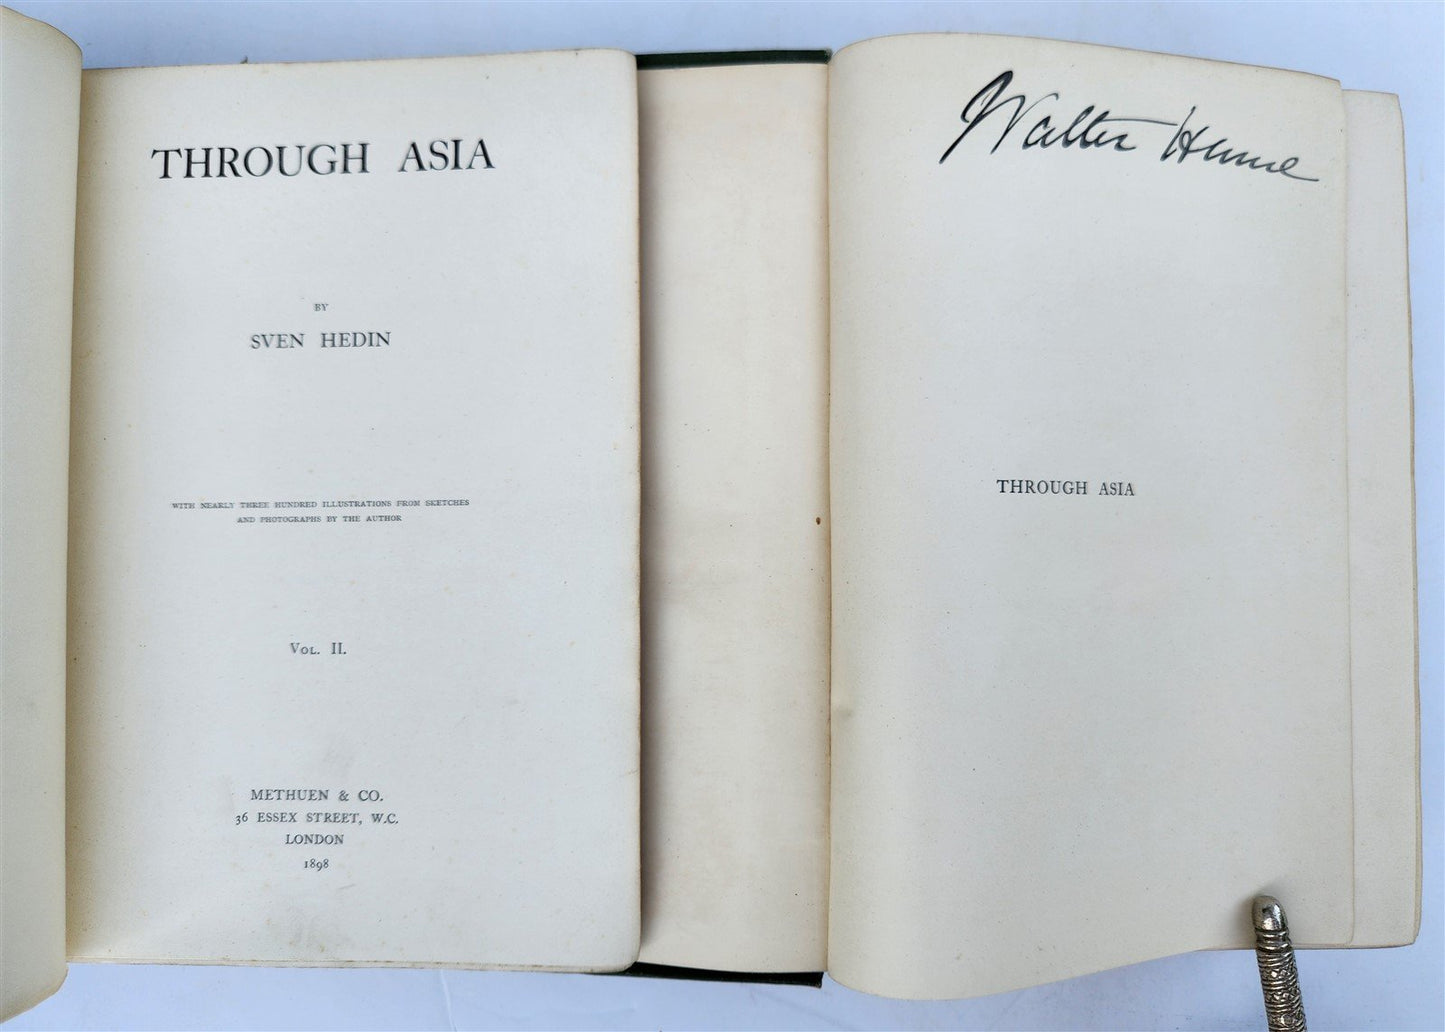 THROUGH ASIA
BY
SVEN HEDIN
WITH NEARLY THREE HUNDRED ILLUSTRATIONS FROM SKETCHES
AND PHOTOGRAPHS BY THE AUTHOR
VOL. II.
METHUEN & CO.
36 ESSEX STREET, W.C.
LONDON
1898
Walter Hume
THROUGH ASIA